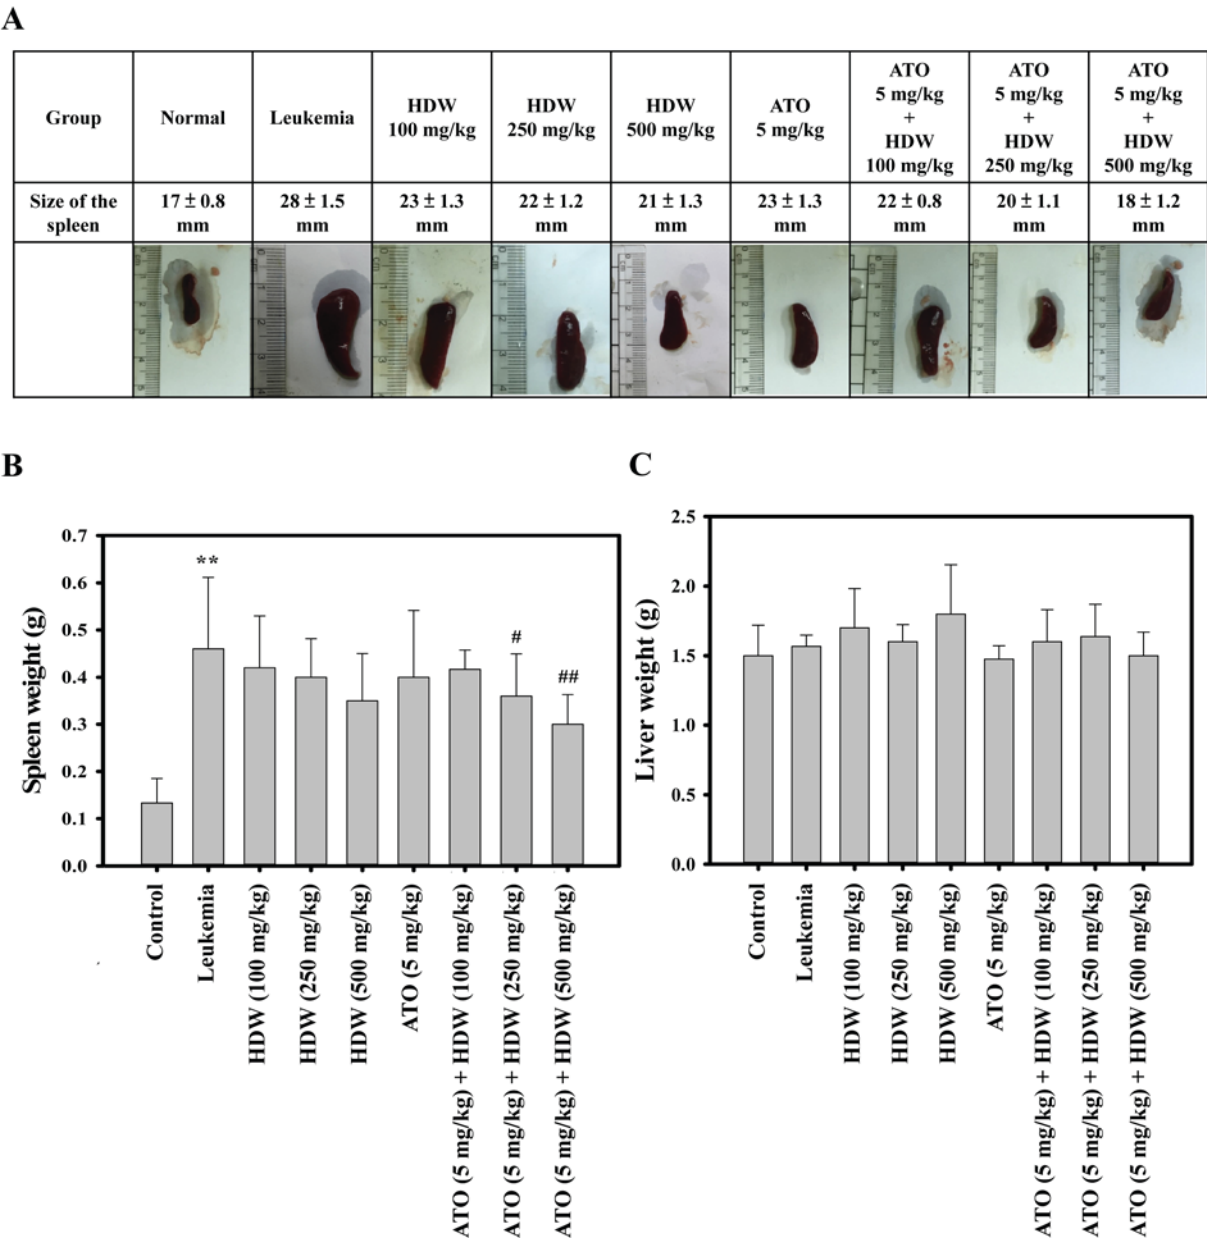 A
Group
Normal
Leukemia
HDW
100 mg/kg
HDW
250 mg/kg
HDW
500 mg/kg
ATO
5 mg/kg
ATO
5 mg/kg
+
HDW
100 mg/kg
ATO
5 mg/kg
+
HDW
250 mg/kg
ATO
5 mg/kg
+
HDW
500 mg/kg
Size of the
spleen
17 ± 0.8
mm
28 ± 1.5
mm
23 ± 1.3
mm
22 ± 1.2
mm
21 ± 1.3
mm
23 ± 1.3
mm
22 ± 0.8
mm
20 ± 1.1
mm
18 ± 1.2
mm
B
Spleen weight (g)
0.7
0.6
0.5
0.4
0.3
0.2
0.1
0.0
**
#
##
Control
Leukemia
HDW (100 mg/kg)
HDW (250 mg/kg)
HDW (500 mg/kg)
ATO (5 mg/kg)
ATO (5 mg/kg) + HDW (100 mg/kg)
ATO (5 mg/kg) + HDW (250 mg/kg)
ATO (5 mg/kg) + HDW (500 mg/kg)
C
Liver weight (g)
2.5
2.0
1.5
1.0
0.5
0.0
Control
Leukemia
HDW (100 mg/kg)
HDW (250 mg/kg)
HDW (500 mg/kg)
ATO (5 mg/kg)
ATO (5 mg/kg) + HDW (100 mg/kg)
ATO (5 mg/kg) + HDW (250 mg/kg)
ATO (5 mg/kg) + HDW (500 mg/kg)